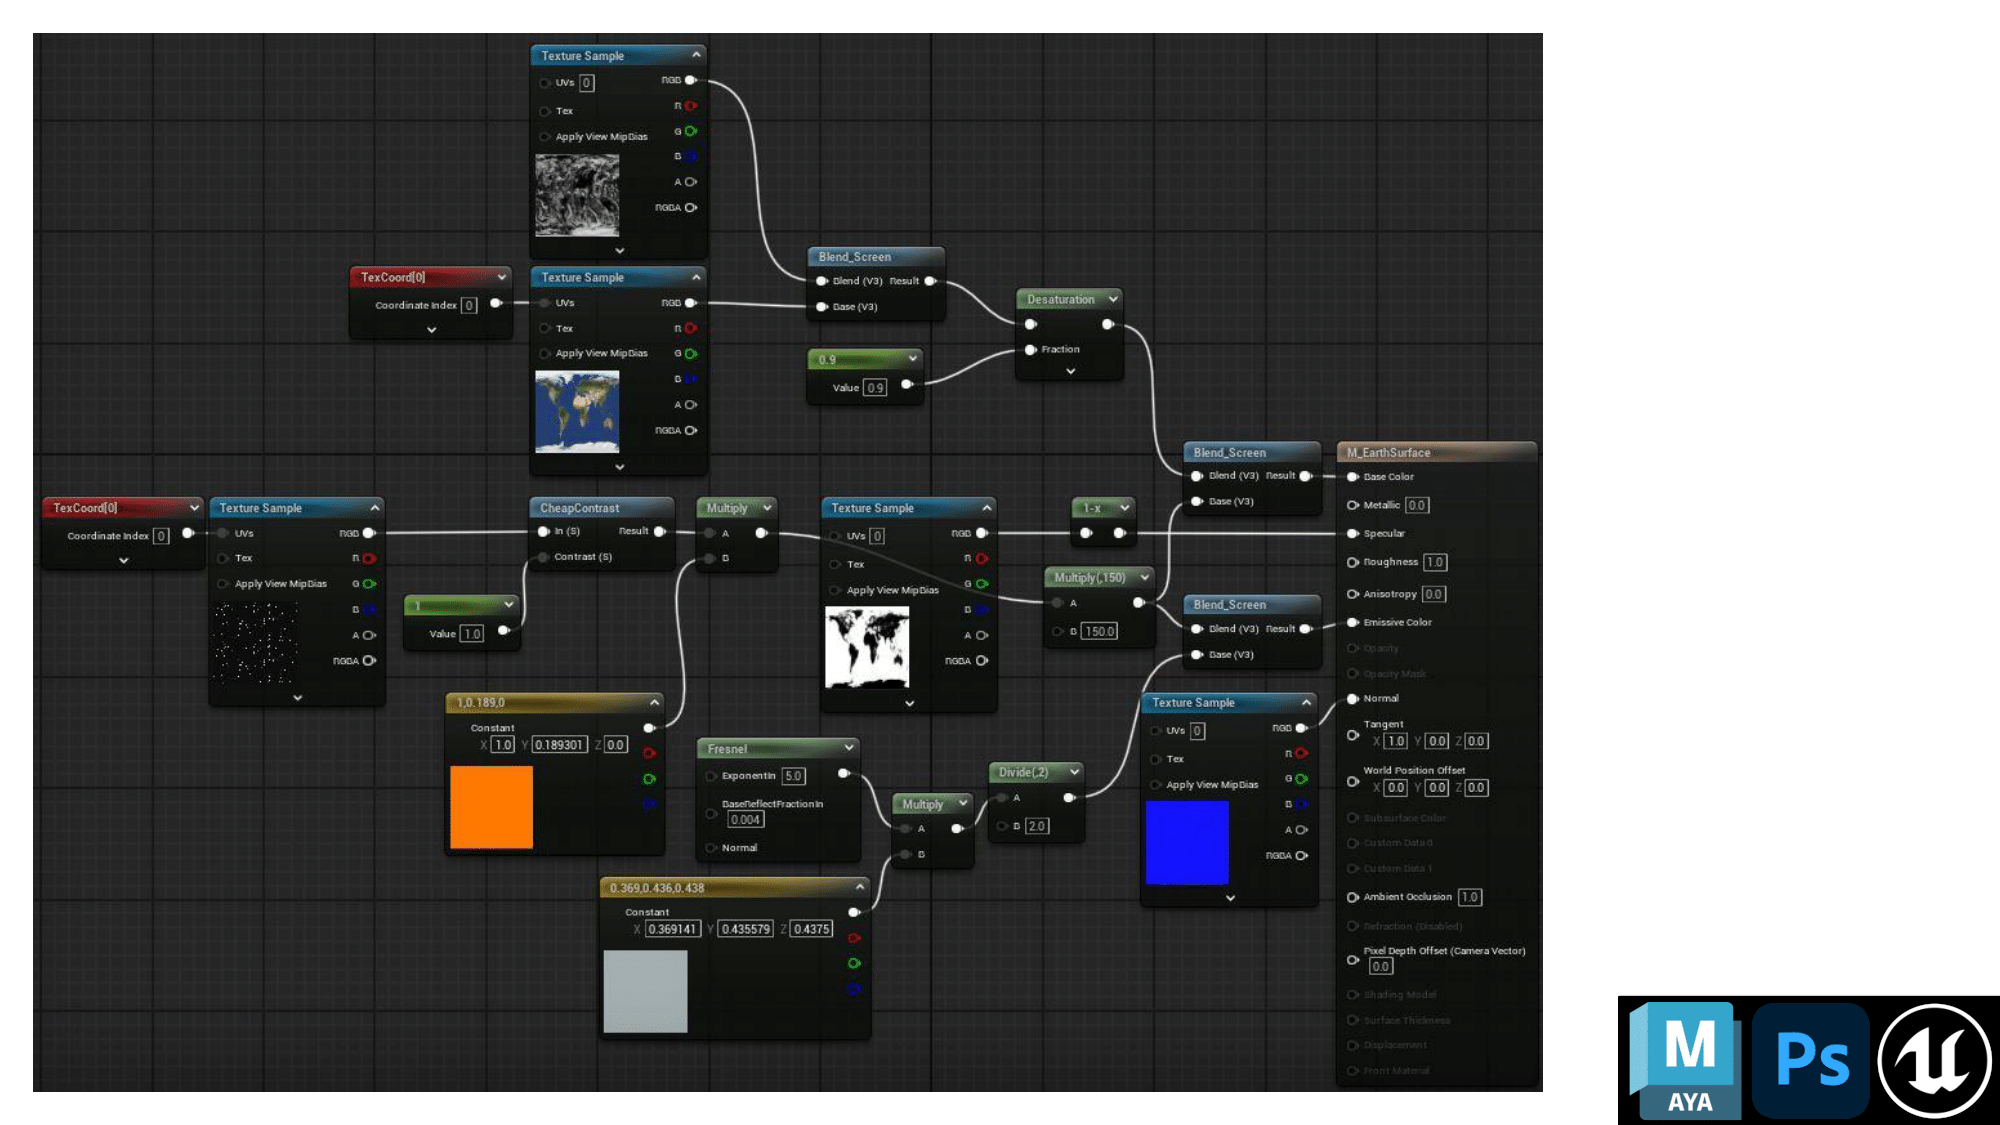 Texture Sample
UVs 0
RGB
R
Tex
G
Apply View MipBias
B
A
RGBA
TexCoord[0]
Coordinate Index 0
Texture Sample
UVs
RGB
Tex
R
Apply View MipBias
G
B
A
RGBA
Blend_Screen
Blend (V3) Result
Base (V3)
0.9
Value 0.9
Desaturation
Fraction
TexCoord[0]
Coordinate Index 0
Texture Sample
UVs
RGB
Tex
R
Apply View MipBias
G
B
A
RGBA
1
Value 1.0
CheapContrast
In (S) Result
Contrast (S)
Multiply
A
B
1,0.189,0
Constant
X 1.0 Y 0.189301 Z 0.0
Texture Sample
UVs 0
RGB
R
Tex
G
Apply View MipBias
B
A
RGBA
1-x
Multiply(,150)
A
B 150.0
Blend_Screen
Blend (V3) Result
Base (V3)
Blend_Screen
Blend (V3) Result
Base (V3)
Fresnel
ExponentIn 5.0
BaseReflectFractionIn
0.004
Normal
Multiply
A
B
Divide(,2)
A
B 2.0
0.369,0.436,0.438
Constant
X 0.369141 Y 0.435579 Z 0.4375
Texture Sample
UVs 0
RGB
R
Tex
G
Apply View MipBias
B
A
RGBA
M_EarthSurface
Base Color
Metallic 0.0
Specular
Roughness 1.0
Anisotropy 0.0
Emissive Color
Opacity
Opacity Mask
Normal
Tangent
X 1.0 Y 0.0 Z 0.0
World Position Offset
X 0.0 Y 0.0 Z 0.0
Subsurface Color
Custom Data 0
Custom Data 1
Ambient Occlusion 1.0
Refraction (Disabled)
Pixel Depth Offset (Camera Vector)
0.0
Shading Model
Surface Thickness
Displacement
Front Material
M
AYA
Ps